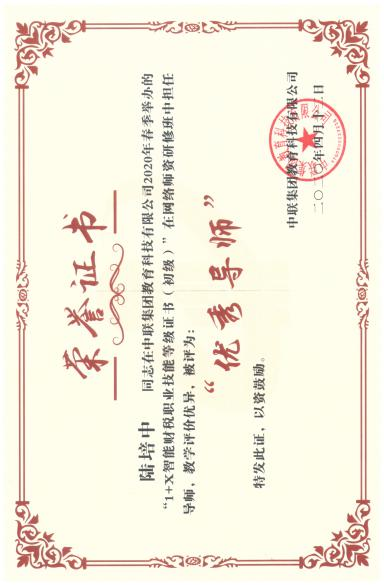 荣誉证书
陆培中 同志在中联集团教育科技有限公司2020年春季举办的
“1+X智能财税职业技能等级证书（初级）”在网络师资研修班中担任
导师，教学评价优异，被评为：
“优秀导师”
特发此证，以资鼓励。
中联集团教育科技有限公司
二〇二〇年四月十二日